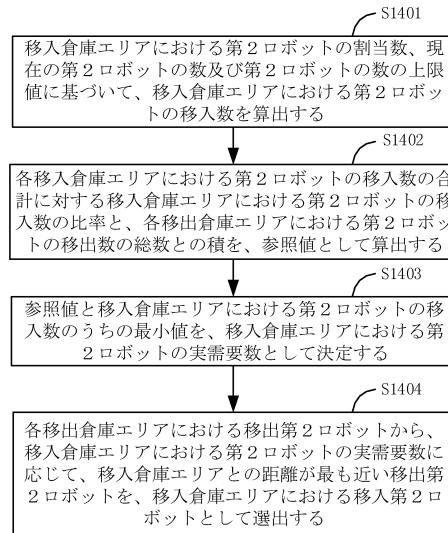 S1401
移入倉庫エリアにおける第２ロボットの割当数、現
在の第２ロボットの数及び第２ロボットの数の上限
値に基づいて、移入倉庫エリアにおける第２ロボッ
トの移入数を算出する
S1402
各移入倉庫エリアにおける第２ロボットの移入数の合
計に対する移入倉庫エリアにおける第２ロボットの移
入数の比率と、各移出倉庫エリアにおける第２ロボッ
トの移出数の総数との積を、参照値として算出する
S1403
参照値と移入倉庫エリアにおける第２ロボットの移
入数のうちの最小値を、移入倉庫エリアにおける第
２ロボットの実需要数として決定する
S1404
各移出倉庫エリアにおける移出第２ロボットから、
移入倉庫エリアにおける第２ロボットの実需要数に
応じて、移入倉庫エリアとの距離が最も近い移出第
２ロボットを、移入倉庫エリアにおける移入第２ロ
ボットとして選出する